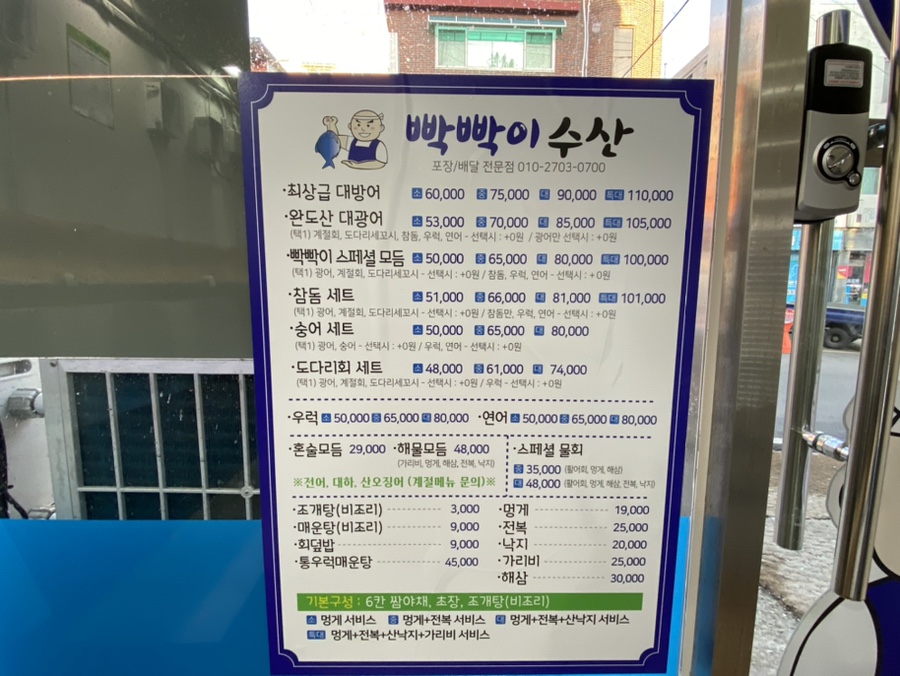 빡빡이 수산
포장/배달 전문점 010-2703-0700
·최상급 대방어 소 60,000 중 75,000 대 90,000 특대 110,000
·완도산 대광어 소 53,000 중 70,000 대 85,000 특대 105,000
(택1) 계절회, 도다리세꼬시, 참돔, 우럭, 연어 - 선택시 : +0원 / 광어만 선택시 : +0원
·빡빡이 스페셜 모듬 소 50,000 중 65,000 대 80,000 특대 100,000
(택1) 광어, 계절회, 도다리세꼬시 - 선택시 : +0원 / 참돔, 우럭, 연어 - 선택시 : +0원
·참돔 세트 소 51,000 중 66,000 대 81,000 특대 101,000
(택1) 광어, 계절회, 도다리세꼬시 - 선택시 : +0원 / 참돔만, 우럭, 연어 - 선택시 : +0원
·숭어 세트 소 50,000 중 65,000 대 80,000
(택1) 광어, 숭어 - 선택시 : +0원 / 우럭, 연어 - 선택시 : +0원
·도다리회 세트 소 48,000 중 61,000 대 74,000
(택1) 광어, 계절회, 도다리세꼬시 - 선택시 : +0원 / 우럭 - 선택시 : +0원
·우럭 소 50,000 중 65,000 대 80,000 ·연어 소 50,000 중 65,000 대 80,000
·혼술모듬 29,000 ·해물모듬 48,000
(가리비, 멍게, 해삼, 전복, 낙지)
※전어, 대하, 산오징어 (계절메뉴 문의)※
·스페셜 물회
중 35,000 (활어회, 멍게, 해삼)
대 48,000 (활어회, 멍게, 해삼, 전복, 낙지)
·조개탕(비조리) 3,000
·매운탕(비조리) 9,000
·회덮밥 9,000
·통우럭매운탕 45,000
·멍게 19,000
·전복 25,000
·낙지 20,000
·가리비 25,000
·해삼 30,000
기본구성 : 6칸 쌈야채, 초장, 조개탕(비조리)
소 멍게 서비스 중 멍게+전복 서비스 대 멍게+전복+산낙지 서비스
특대 멍게+전복+산낙지+가리비 서비스